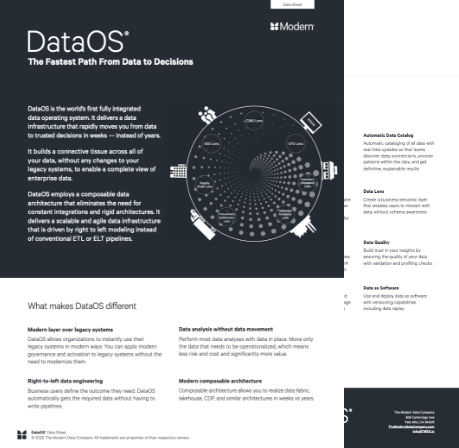 Data Sheet
Modern
DataOS®
The Fastest Path From Data to Decisions
DataOS is the world's first fully integrated
data operating system. It delivers a data
infrastructure that rapidly moves you from data
to trusted decisions in weeks — instead of years.
It builds a connective tissue across all of
your data, without any changes to your
legacy systems, to enable a complete view of
enterprise data.
DataOS employs a composable data
architecture that eliminates the need for
constant integrations and rigid architectures. It
delivers a scalable and agile data infrastructure
that is driven by right to left modeling instead
of conventional ETL or ELT pipelines.
What makes DataOS different
Modern layer over legacy systems
DataOS allows organizations to instantly use their
legacy systems in modern ways. You can apply modern
governance and activation to legacy systems without the
need to modernize them.
Right-to-left data engineering
Business users define the outcome they need. DataOS
automatically gets the required data without having to
write pipelines.
Data analysis without data movement
Perform most data analyses with data in place. Move only
the data that needs to be operationalized, which means
less risk and cost and significantly more value.
Modern composable architecture
Composable architecture allows you to realize data fabric,
lakehouse, CDP, and similar architectures in weeks vs years.
DataOS® Data Sheet
© 2022 The Modern Data Company. All trademarks are properties of their respective owners.
Automatic Data Catalog
Automatic cataloging of all data with
real-time updates so that teams
discover deep connections, uncover
patterns within the data, and get
definitive, explainable results
Data Lens
Create a business semantic layer
that enables users to interact with
data, without schema awareness
Data Quality
Build trust in your insights by
ensuring the quality of your data
with validation and profiling checks
Data as Software
Use and deploy data as software
with versioning capabilities
including data replay
The Modern Data Company